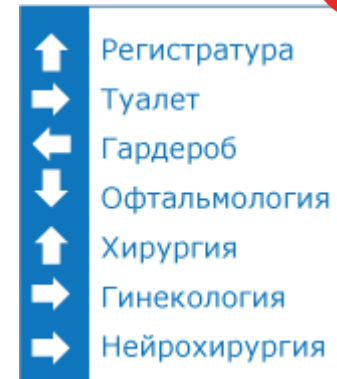 Регистратура
Туалет
Гардероб
Офтальмология
Хирургия
Гинекология
Нейрохирургия